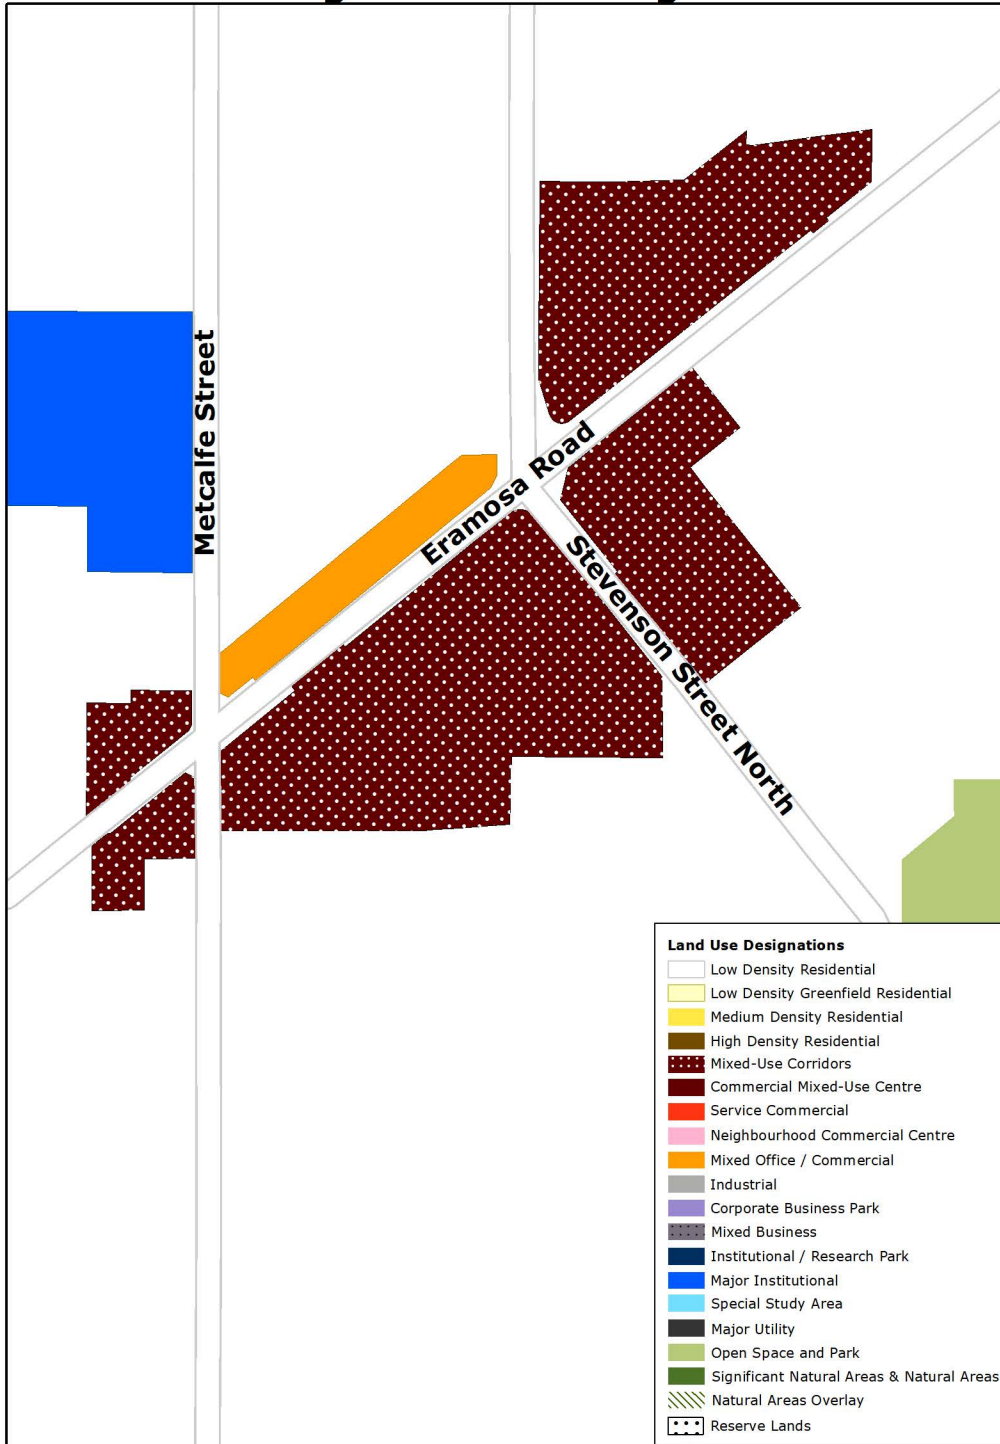 Metcalfe Street
Eramosa Road
Stevenson Street North
Land Use Designations
Low Density Residential
Low Density Greenfield Residential
Medium Density Residential
High Density Residential
Mixed-Use Corridors
Commercial Mixed-Use Centre
Service Commercial
Neighbourhood Commercial Centre
Mixed Office / Commercial
Industrial
Corporate Business Park
Mixed Business
Institutional / Research Park
Major Institutional
Special Study Area
Major Utility
Open Space and Park
Significant Natural Areas & Natural Areas
Natural Areas Overlay
Reserve Lands